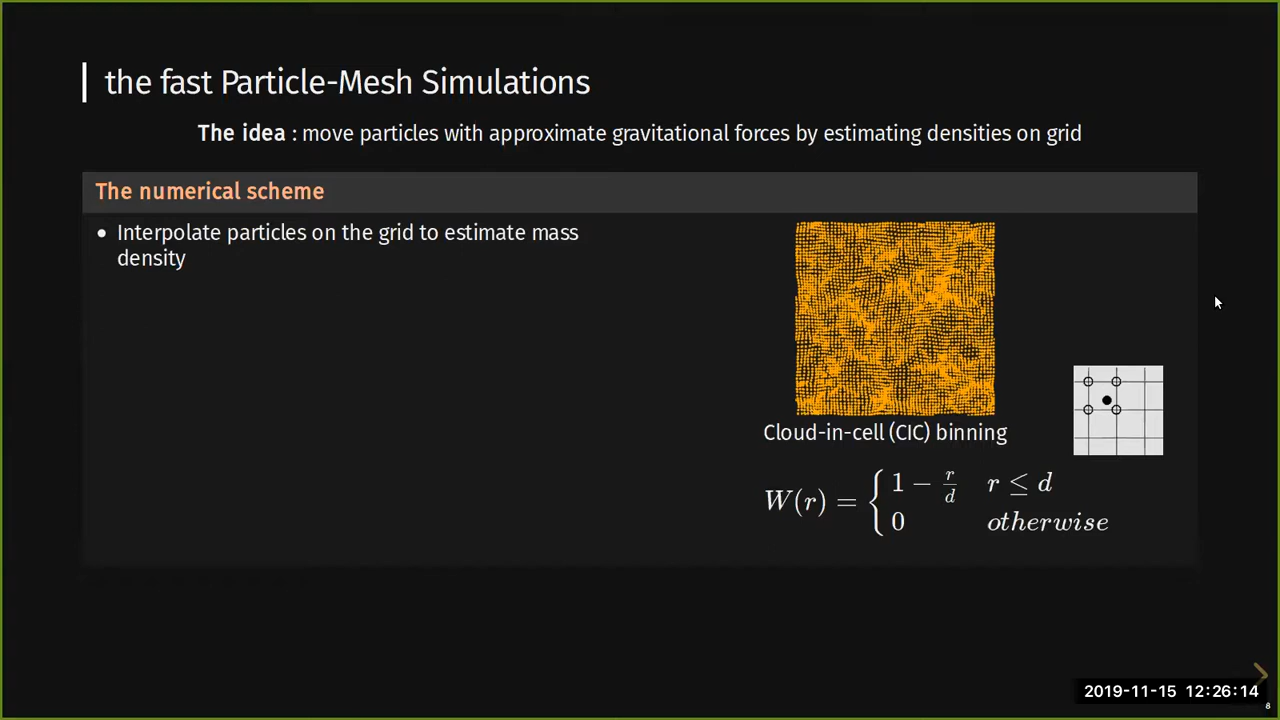 the fast Particle-Mesh Simulations
The idea : move particles with approximate gravitational forces by estimating densities on grid
The numerical scheme
• Interpolate particles on the grid to estimate mass
density
Cloud-in-cell (CIC) binning
W(r) = { 1 − r/d   r ≤ d
0   otherwise
2019-11-15 12:26:14
8